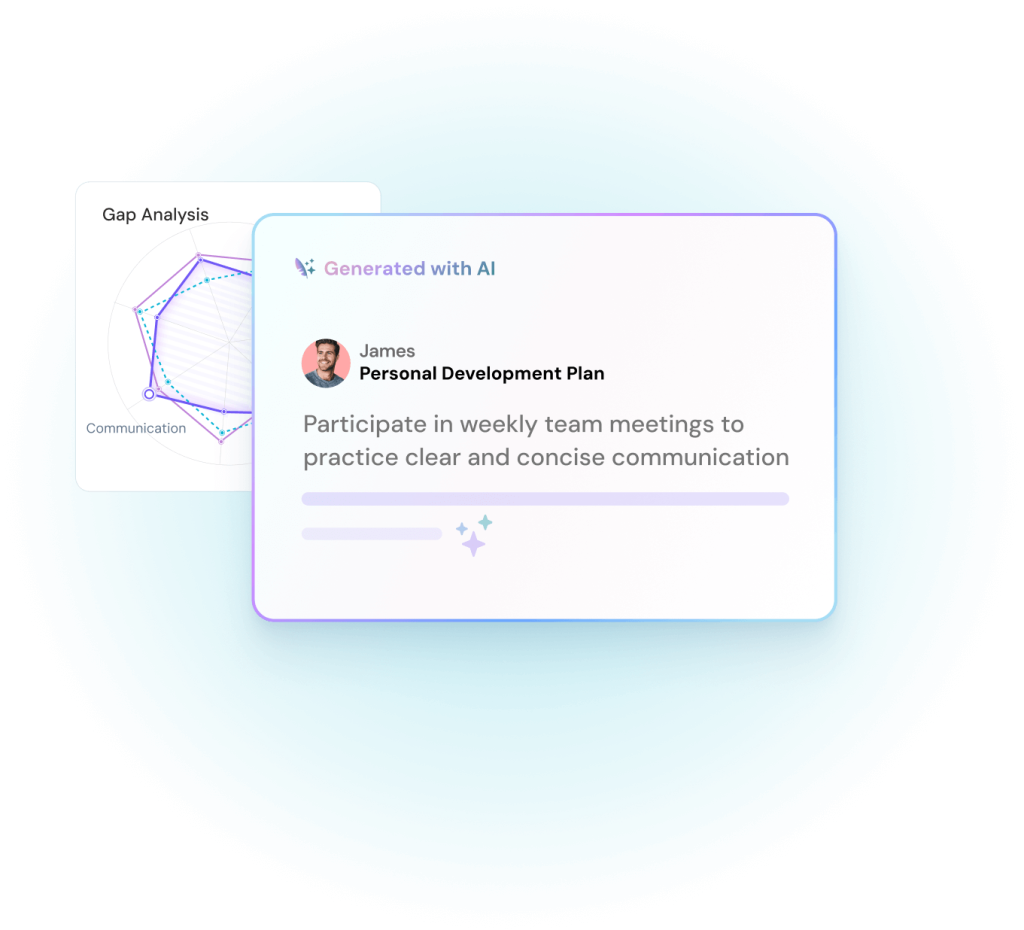 Gap Analysis
Communication
Generated with AI
James
Personal Development Plan
Participate in weekly team meetings to
practice clear and concise communication